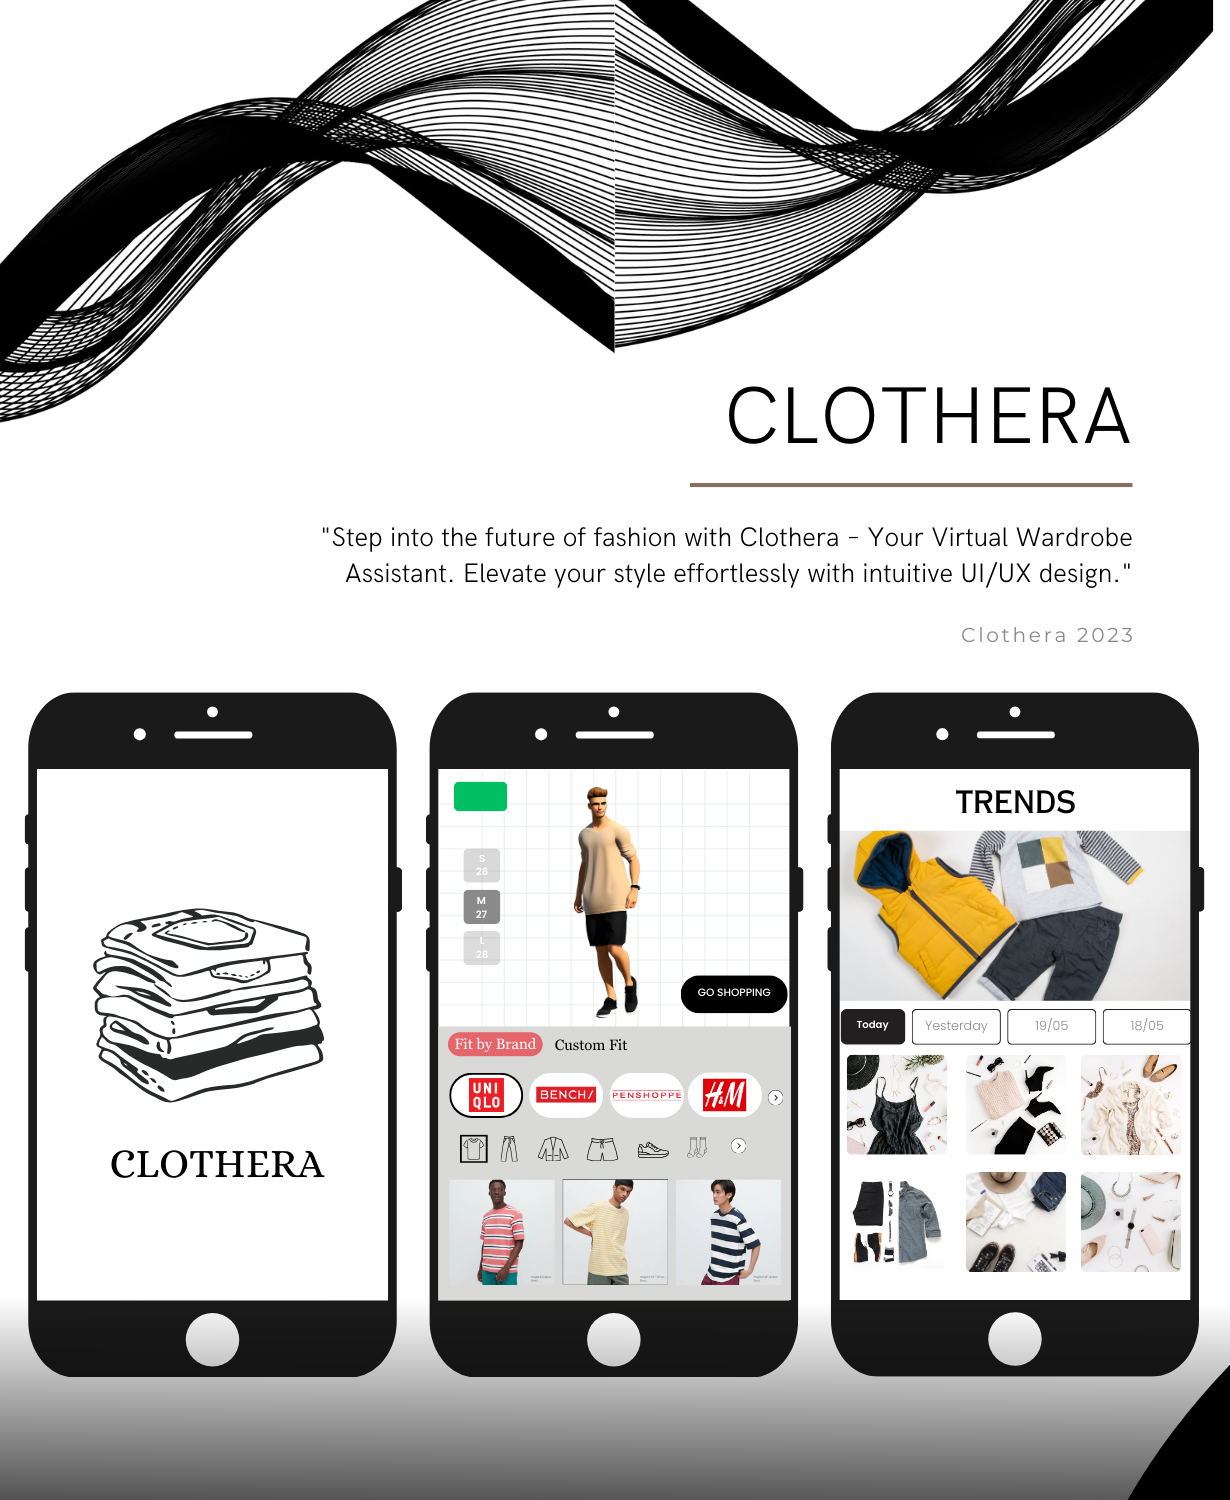 CLOTHERA
"Step into the future of fashion with Clothera – Your Virtual Wardrobe
Assistant. Elevate your style effortlessly with intuitive UI/UX design."
Clothera 2023
CLOTHERA
S
26
M
27
L
28
GO SHOPPING
Fit by Brand Custom Fit
UNI
QLO
BENCH/
PENSHOPPE
H&M
TRENDS
Today Yesterday 19/05 18/05